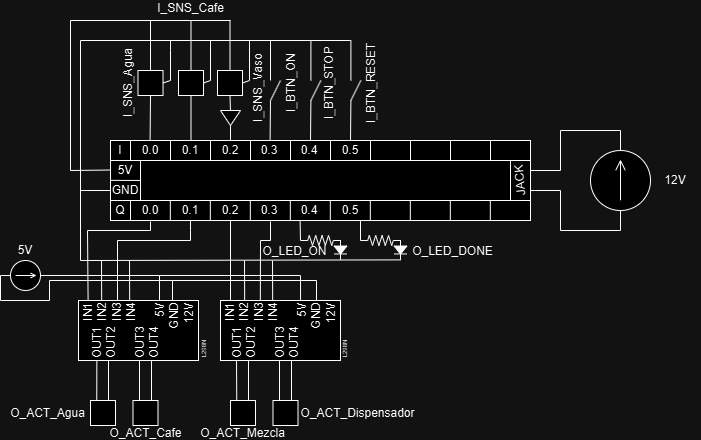 I_SNS_Cafe
I_SNS_Agua
I_SNS_Vaso
I_BTN_ON
I_BTN_STOP
I_BTN_RESET
I 0.0 0.1 0.2 0.3 0.4 0.5
5V
GND
JACK
12V
Q 0.0 0.1 0.2 0.3 0.4 0.5
5V
O_LED_ON
O_LED_DONE
IN1 IN2 IN3 IN4 5V GND 12V
OUT1 OUT2 OUT3 OUT4
L298N
IN1 IN2 IN3 IN4 5V GND 12V
OUT1 OUT2 OUT3 OUT4
L298N
O_ACT_Agua
O_ACT_Cafe
O_ACT_Mezcla
O_ACT_Dispensador